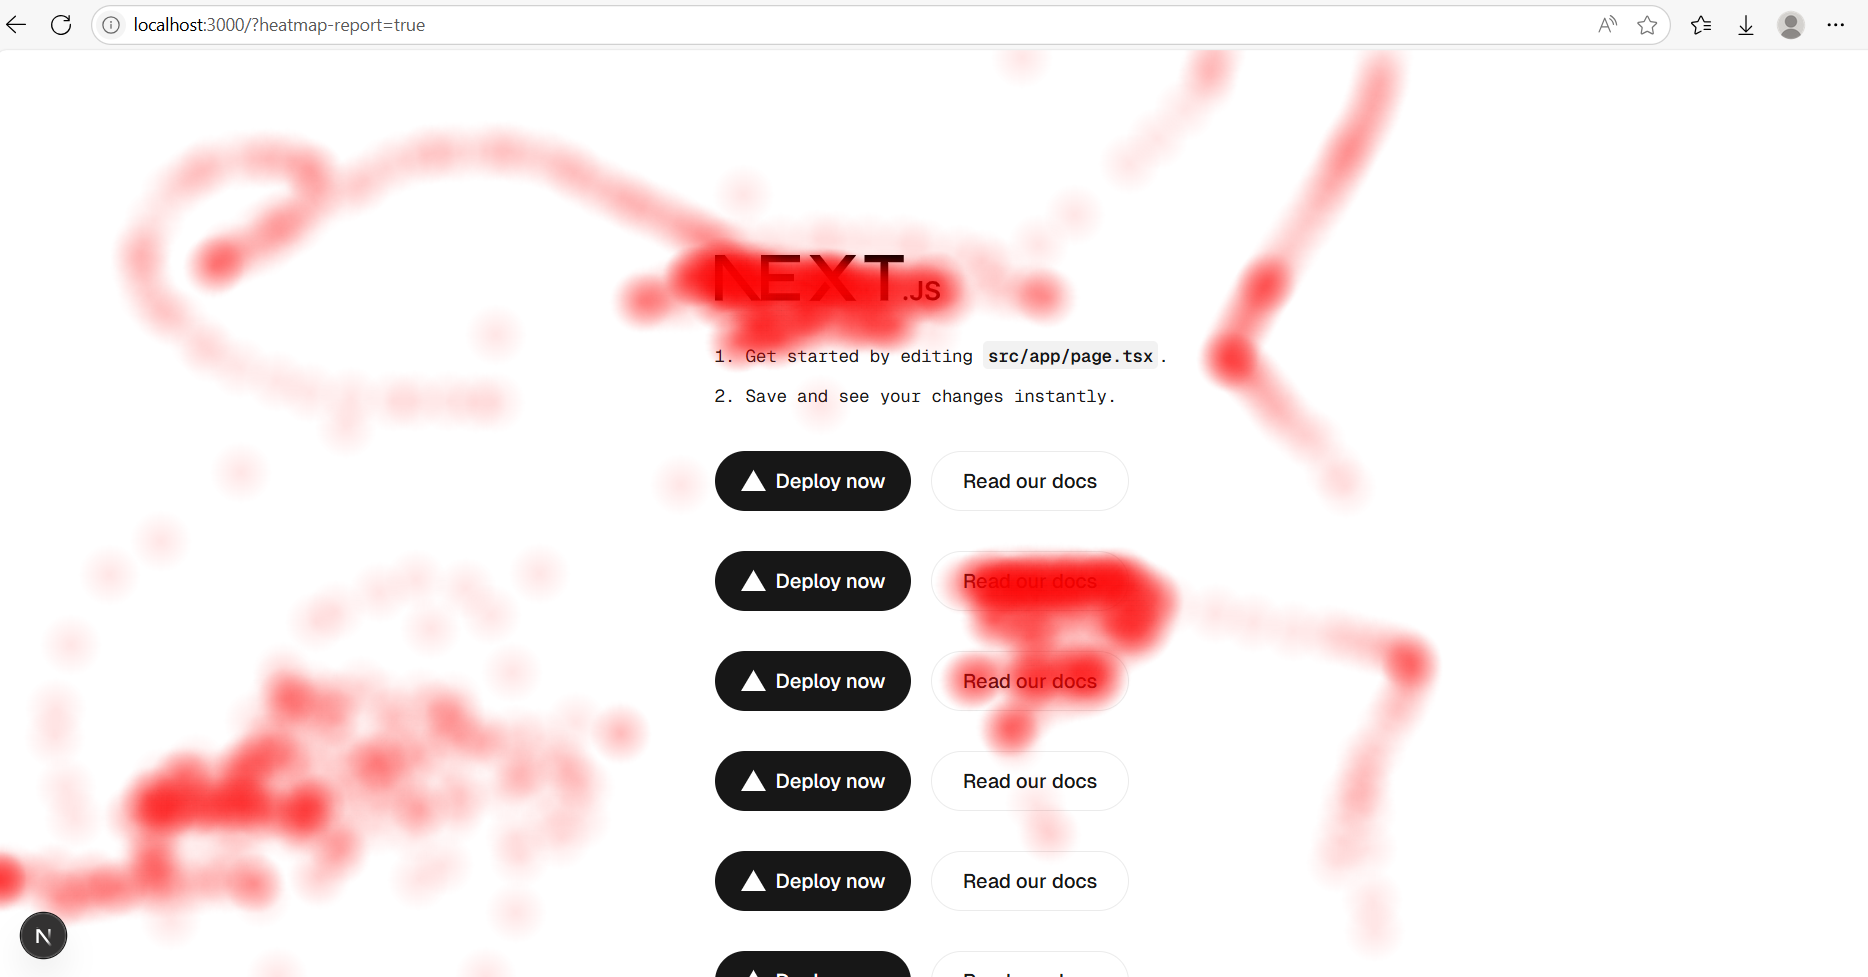 localhost:3000/?heatmap-report=true
NEXT.JS
1. Get started by editing src/app/page.tsx.
2. Save and see your changes instantly.
Deploy now Read our docs
Deploy now Read our docs
Deploy now Read our docs
Deploy now Read our docs
Deploy now Read our docs
N